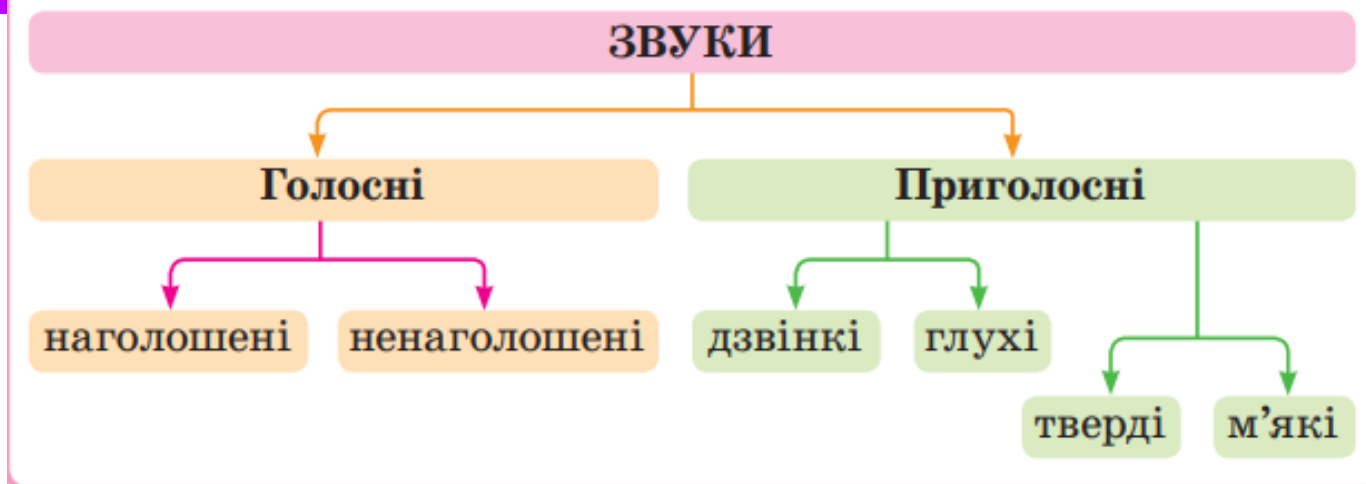 ЗВУКИ
Голосні Приголосні
наголошені ненаголошені дзвінкі глухі
тверді м’які